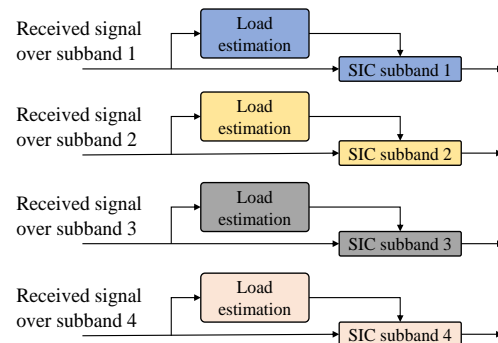 Received signal
over subband 1
Load
estimation
SIC subband 1
Received signal
over subband 2
Load
estimation
SIC subband 2
Received signal
over subband 3
Load
estimation
SIC subband 3
Received signal
over subband 4
Load
estimation
SIC subband 4